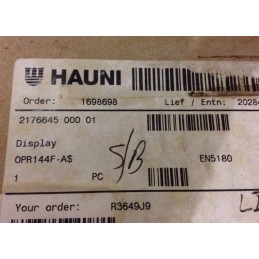 HAUNI
Order: 1698698 Lief / Entn: 20284
2176645 000 01
Display
OPR144F-A$ S/B EN5180
1 PC
Your order: R3649J9